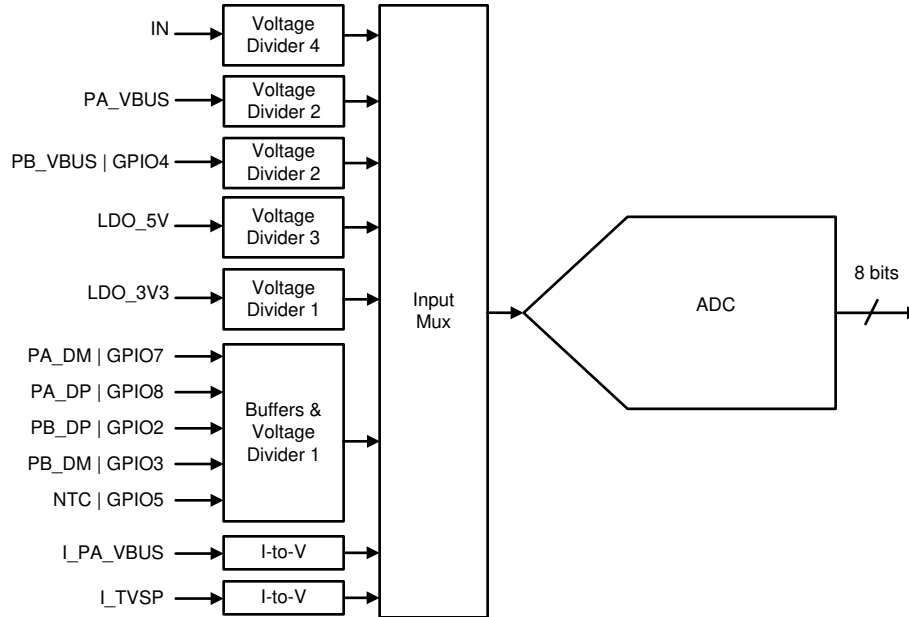 IN
Voltage
Divider 4
PA_VBUS
Voltage
Divider 2
PB_VBUS | GPIO4
Voltage
Divider 2
LDO_5V
Voltage
Divider 3
LDO_3V3
Voltage
Divider 1
PA_DM | GPIO7
PA_DP | GPIO8
PB_DP | GPIO2
PB_DM | GPIO3
NTC | GPIO5
Buffers &
Voltage
Divider 1
I_PA_VBUS
I-to-V
I_TVSP
I-to-V
Input
Mux
ADC
8 bits